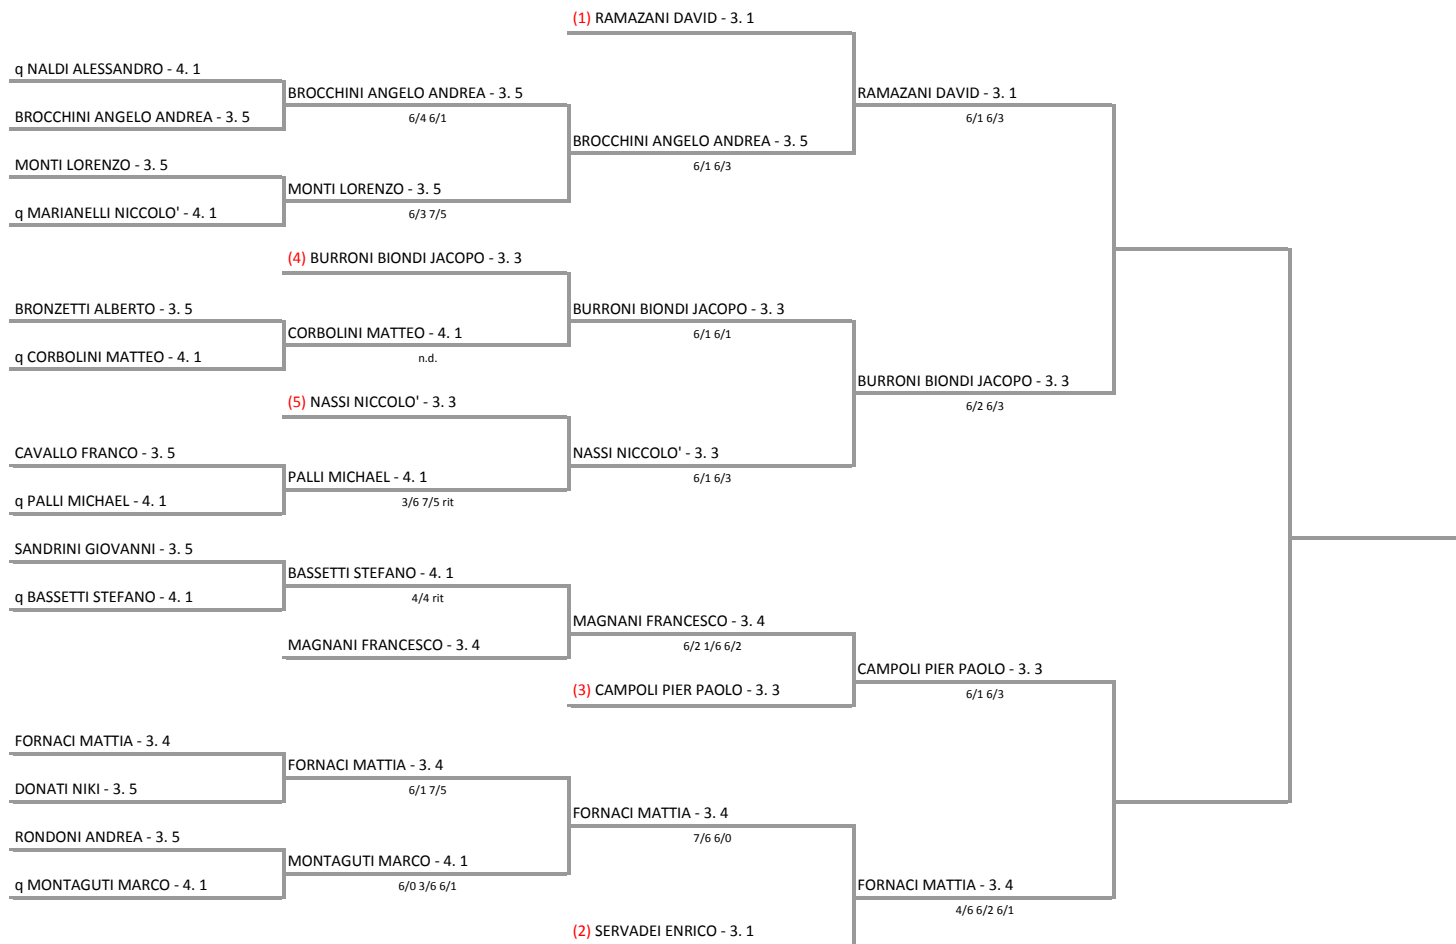 (1) RAMAZANI DAVID - 3. 1
q NALDI ALESSANDRO - 4. 1
BROCCHINI ANGELO ANDREA - 3. 5
RAMAZANI DAVID - 3. 1
BROCCHINI ANGELO ANDREA - 3. 5
6/4 6/1
6/1 6/3
BROCCHINI ANGELO ANDREA - 3. 5
MONTI LORENZO - 3. 5
6/1 6/3
MONTI LORENZO - 3. 5
q MARIANELLI NICCOLO' - 4. 1
6/3 7/5
(4) BURRONI BIONDI JACOPO - 3. 3
BRONZETTI ALBERTO - 3. 5
BURRONI BIONDI JACOPO - 3. 3
CORBOLINI MATTEO - 4. 1
6/1 6/1
q CORBOLINI MATTEO - 4. 1
n.d.
BURRONI BIONDI JACOPO - 3. 3
(5) NASSI NICCOLO' - 3. 3
6/2 6/3
CAVALLO FRANCO - 3. 5
NASSI NICCOLO' - 3. 3
PALLI MICHAEL - 4. 1
6/1 6/3
q PALLI MICHAEL - 4. 1
3/6 7/5 rit
SANDRINI GIOVANNI - 3. 5
BASSETTI STEFANO - 4. 1
q BASSETTI STEFANO - 4. 1
4/4 rit
MAGNANI FRANCESCO - 3. 4
MAGNANI FRANCESCO - 3. 4
6/2 1/6 6/2
CAMPOLI PIER PAOLO - 3. 3
(3) CAMPOLI PIER PAOLO - 3. 3
6/1 6/3
FORNACI MATTIA - 3. 4
FORNACI MATTIA - 3. 4
DONATI NIKI - 3. 5
6/1 7/5
FORNACI MATTIA - 3. 4
RONDONI ANDREA - 3. 5
7/6 6/0
MONTAGUTI MARCO - 4. 1
q MONTAGUTI MARCO - 4. 1
6/0 3/6 6/1
FORNACI MATTIA - 3. 4
4/6 6/2 6/1
(2) SERVADEI ENRICO - 3. 1